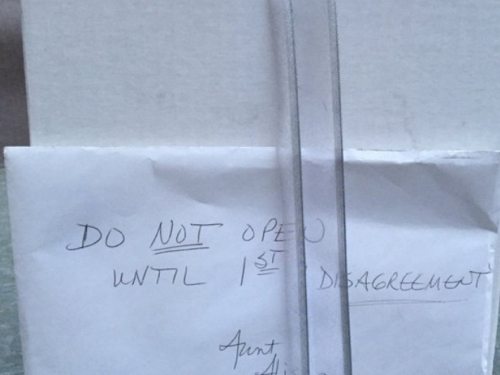 DO NOT OPEN
UNTIL 1ST DISAGREEMENT
Aunt